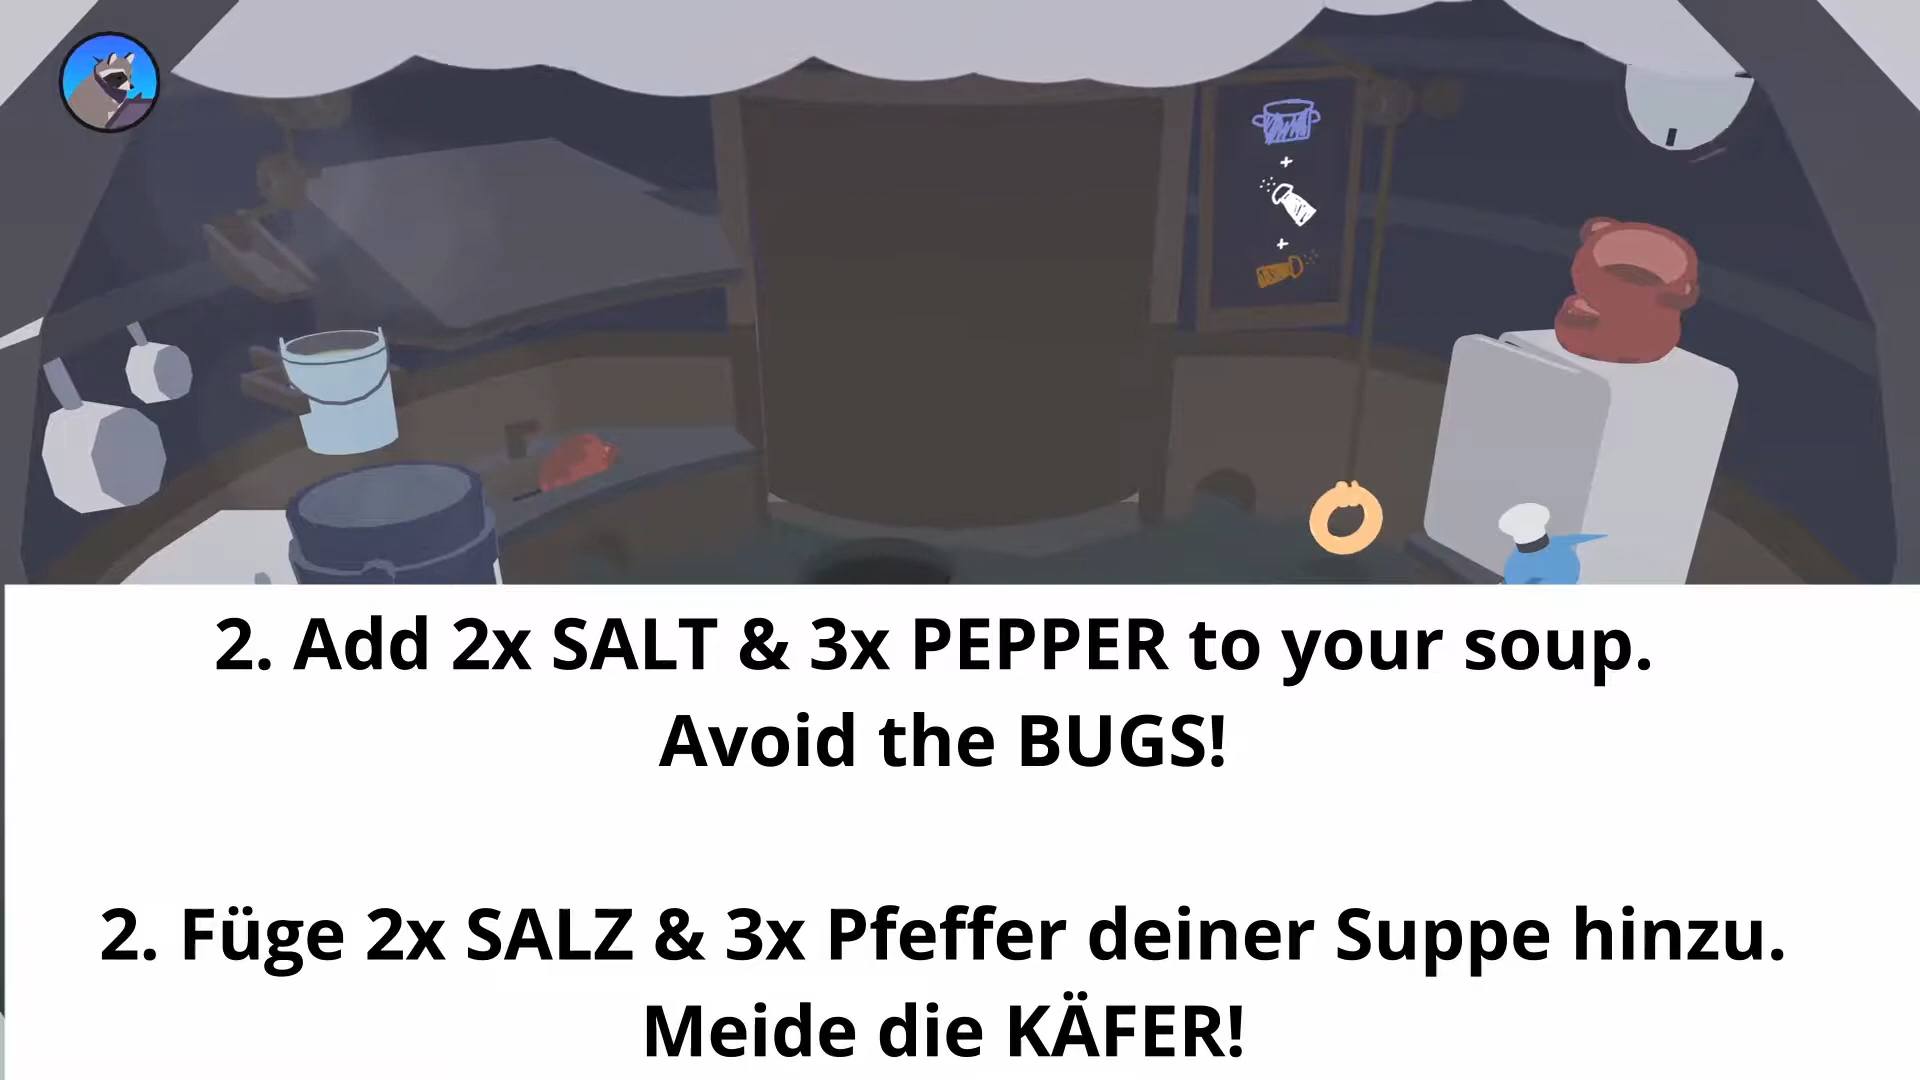 2. Add 2x SALT & 3x PEPPER to your soup.
Avoid the BUGS!
2. Füge 2x SALZ & 3x Pfeffer deiner Suppe hinzu.
Meide die KÄFER!